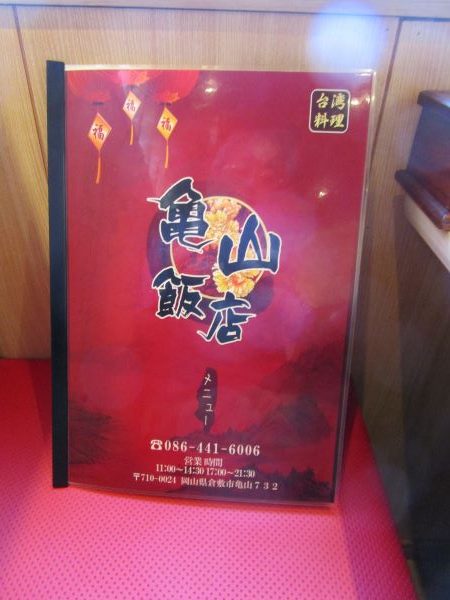 台湾
料理
福
福
福
亀山
飯店
メニュー
☎086-441-6006
営業時間
11:00~14:30 17:00~21:30
〒710-0024 岡山県倉敷市亀山732